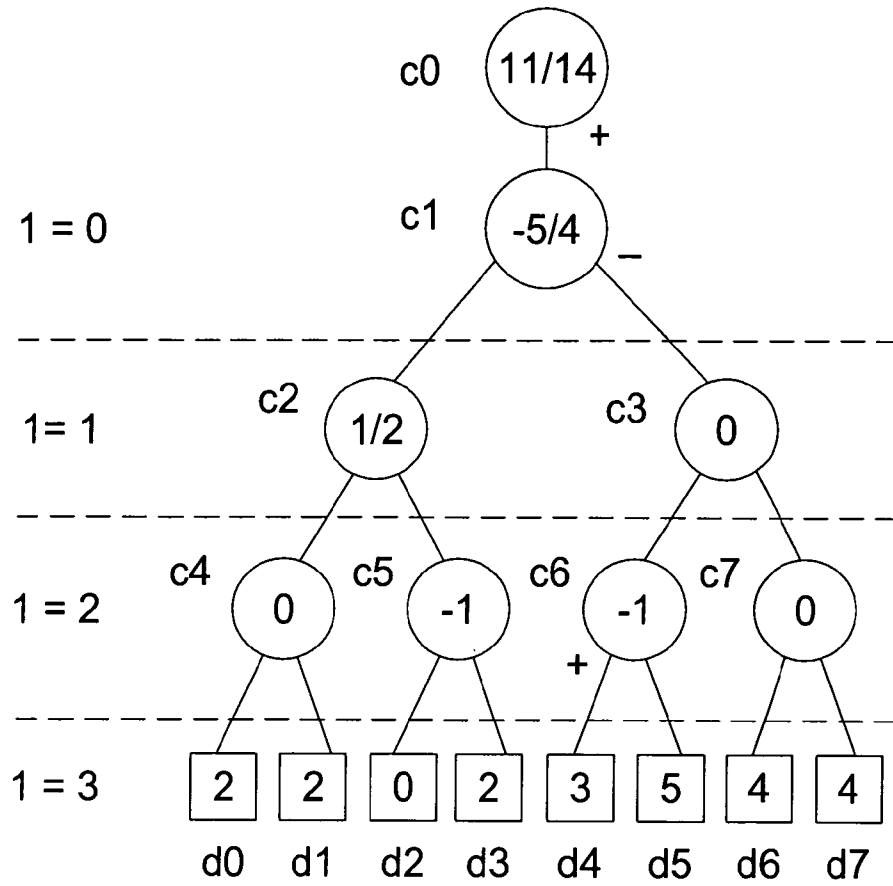 c0 11/14
+
1 = 0 c1 -5/4
–
1= 1 c2 1/2 c3 0
1 = 2 c4 0 c5 -1 c6 -1 c7 0
+
1 = 3 2 2 0 2 3 5 4 4
d0 d1 d2 d3 d4 d5 d6 d7